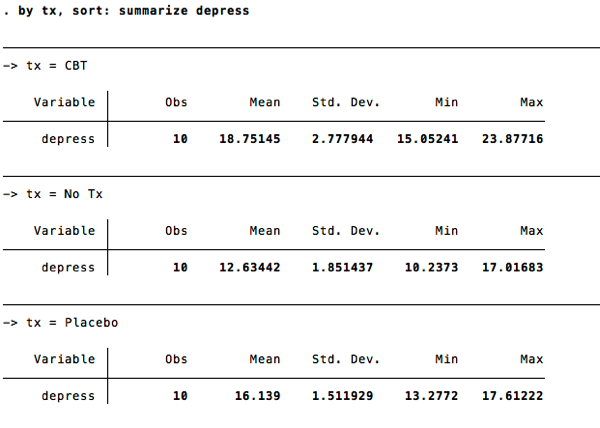 . by tx, sort: summarize depress
-> tx = CBT
Variable Obs Mean Std. Dev. Min Max
depress 10 18.75145 2.777944 15.05241 23.87716
-> tx = No Tx
Variable Obs Mean Std. Dev. Min Max
depress 10 12.63442 1.851437 10.2373 17.01683
-> tx = Placebo
Variable Obs Mean Std. Dev. Min Max
depress 10 16.139 1.511929 13.2772 17.61222